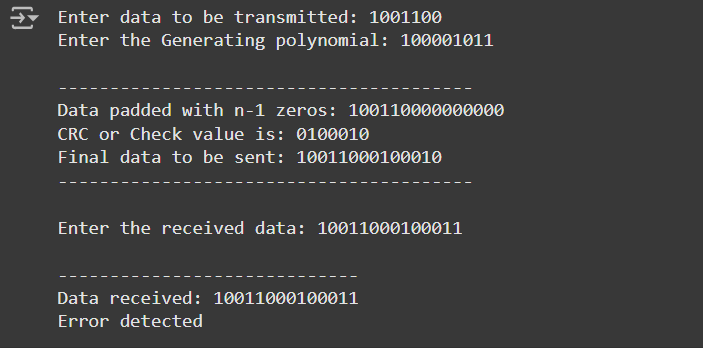 Enter data to be transmitted: 1001100
Enter the Generating polynomial: 100001011
----------------------------------------
Data padded with n-1 zeros: 100110000000000
CRC or Check value is: 0100010
Final data to be sent: 10011000100010
----------------------------------------
Enter the received data: 10011000100011
-----------------------------
Data received: 10011000100011
Error detected